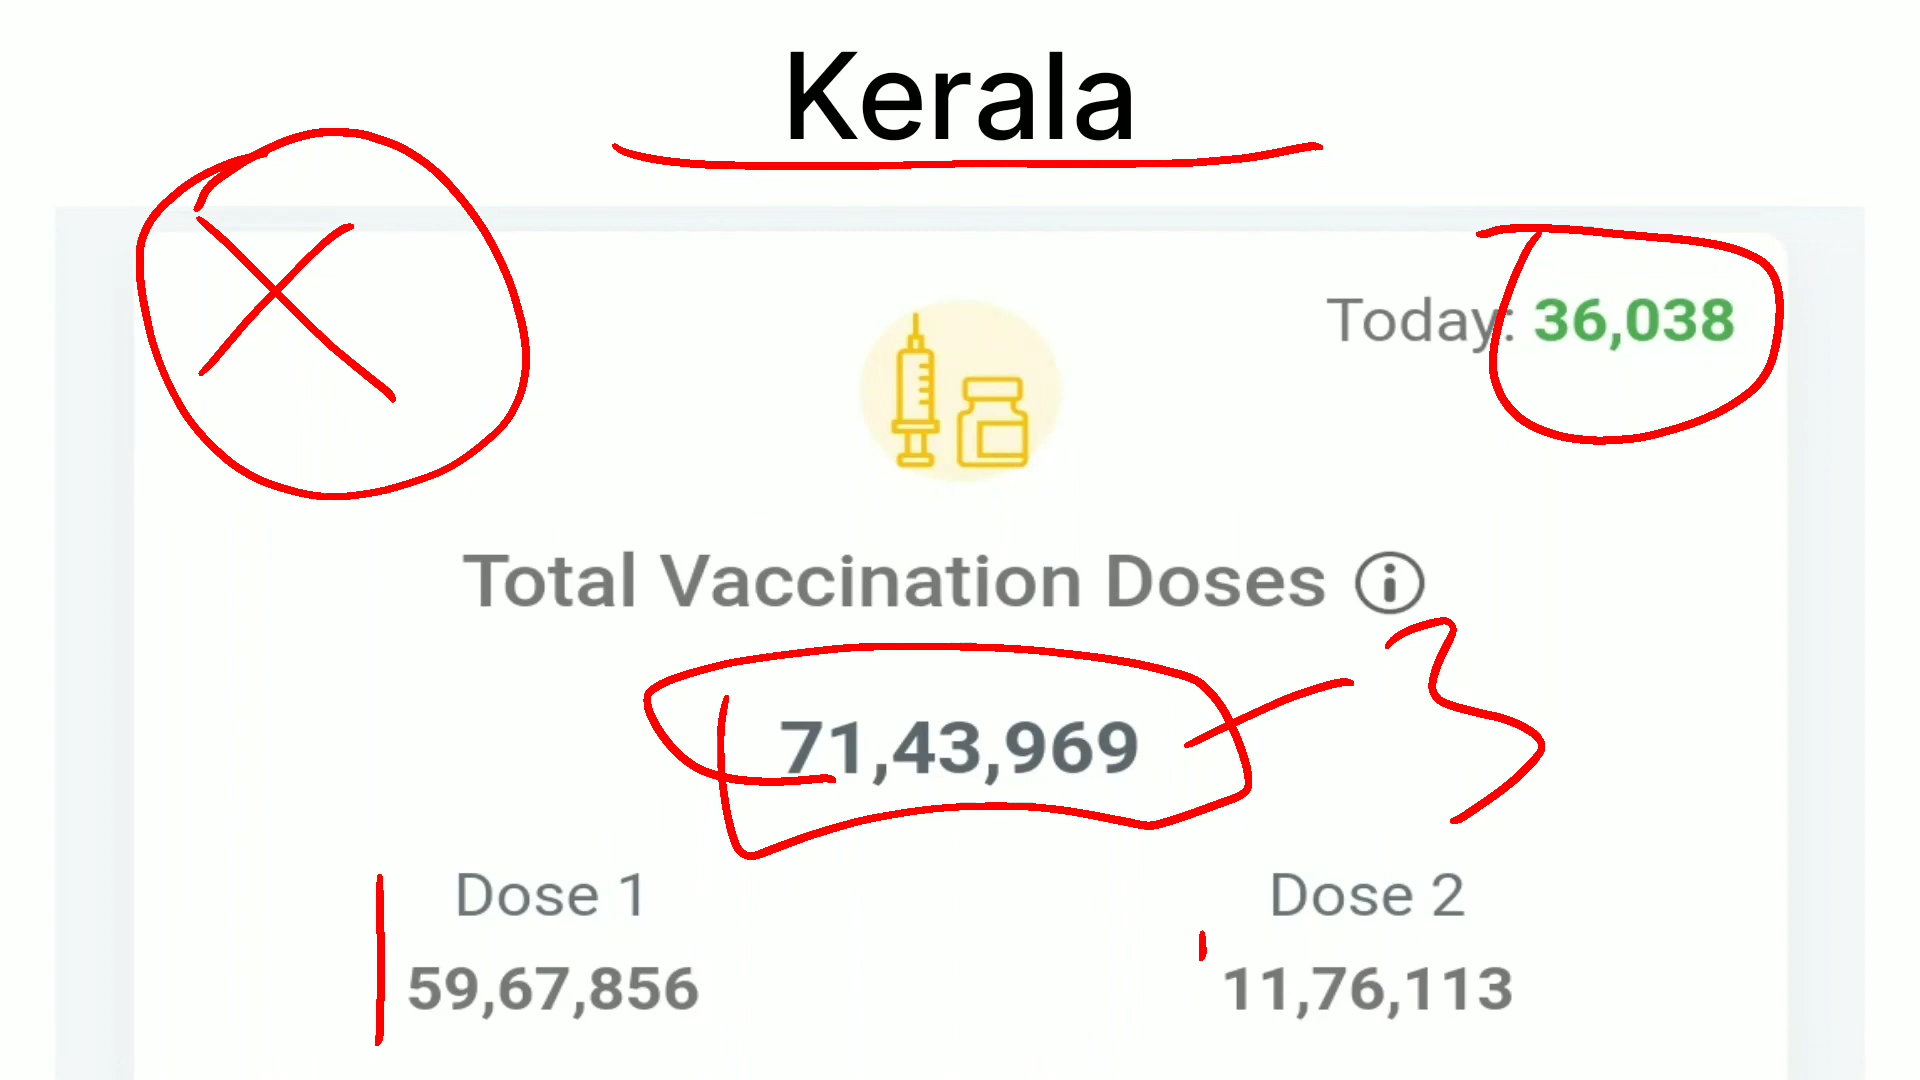 Kerala
Today: 36,038
Total Vaccination Doses
71,43,969
Dose 1
Dose 2
59,67,856
11,76,113